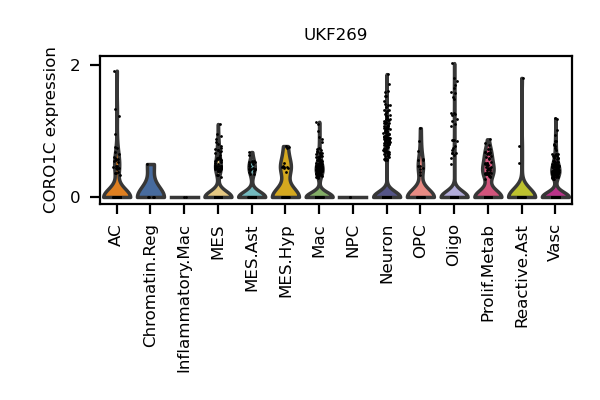 UKF269
CORO1C expression
2
0
AC
Chromatin.Reg
Inflammatory.Mac
MES
MES.Ast
MES.Hyp
Mac
NPC
Neuron
OPC
Oligo
Prolif.Metab
Reactive.Ast
Vasc